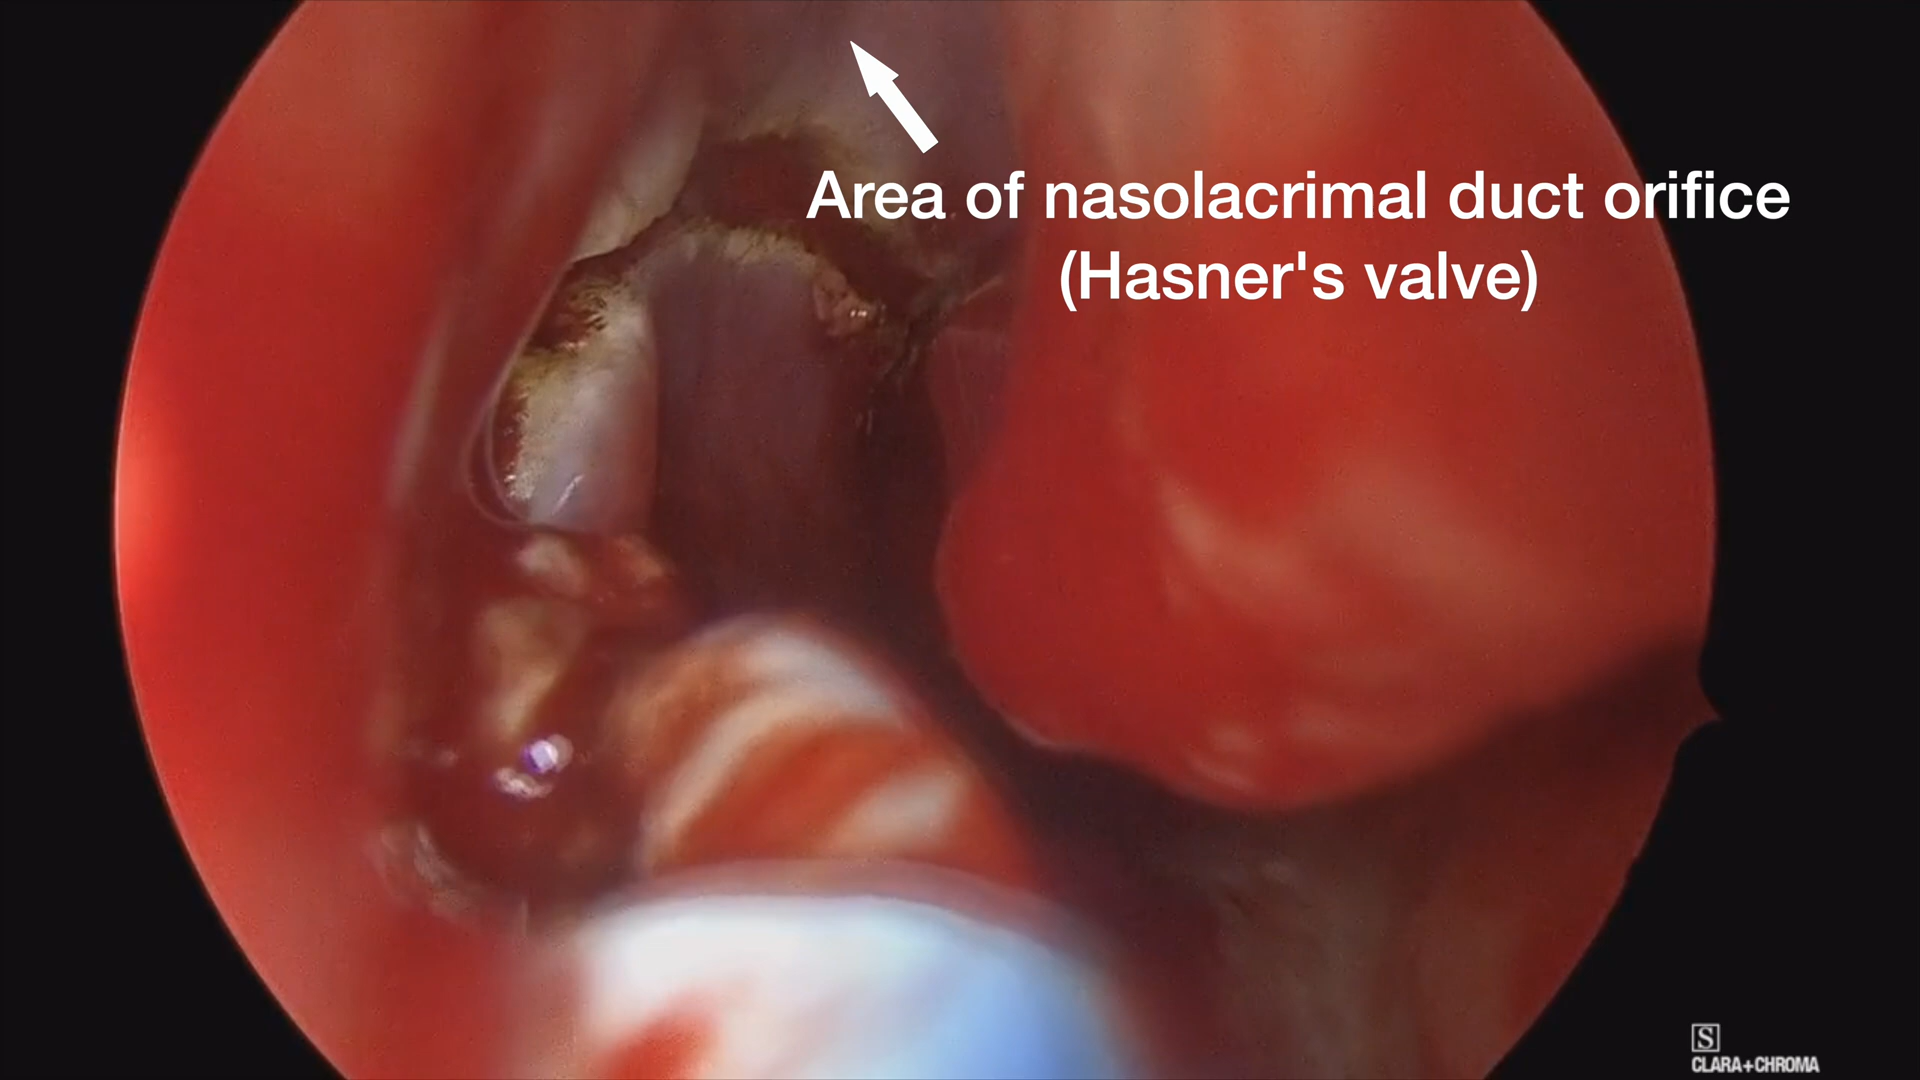 Area of nasolacrimal duct orifice
(Hasner's valve)
S
CLARA+CHROMA